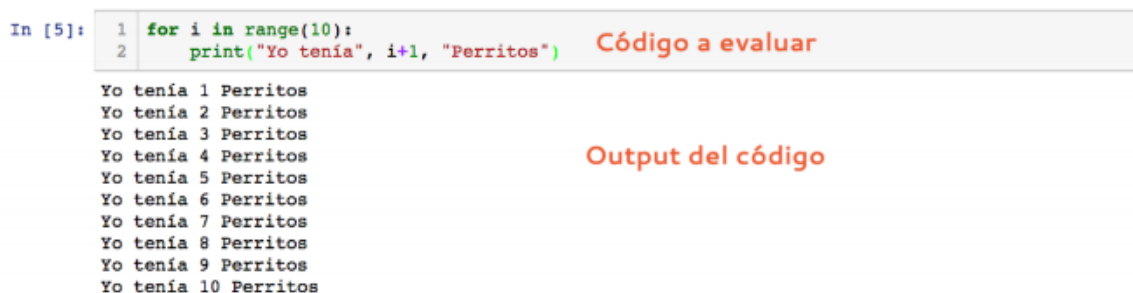 In [5]:
1 for i in range(10):
2 print("Yo tenía", i+1, "Perritos")
Código a evaluar
Yo tenía 1 Perritos
Yo tenía 2 Perritos
Yo tenía 3 Perritos
Yo tenía 4 Perritos
Yo tenía 5 Perritos
Yo tenía 6 Perritos
Yo tenía 7 Perritos
Yo tenía 8 Perritos
Yo tenía 9 Perritos
Yo tenía 10 Perritos
Output del código